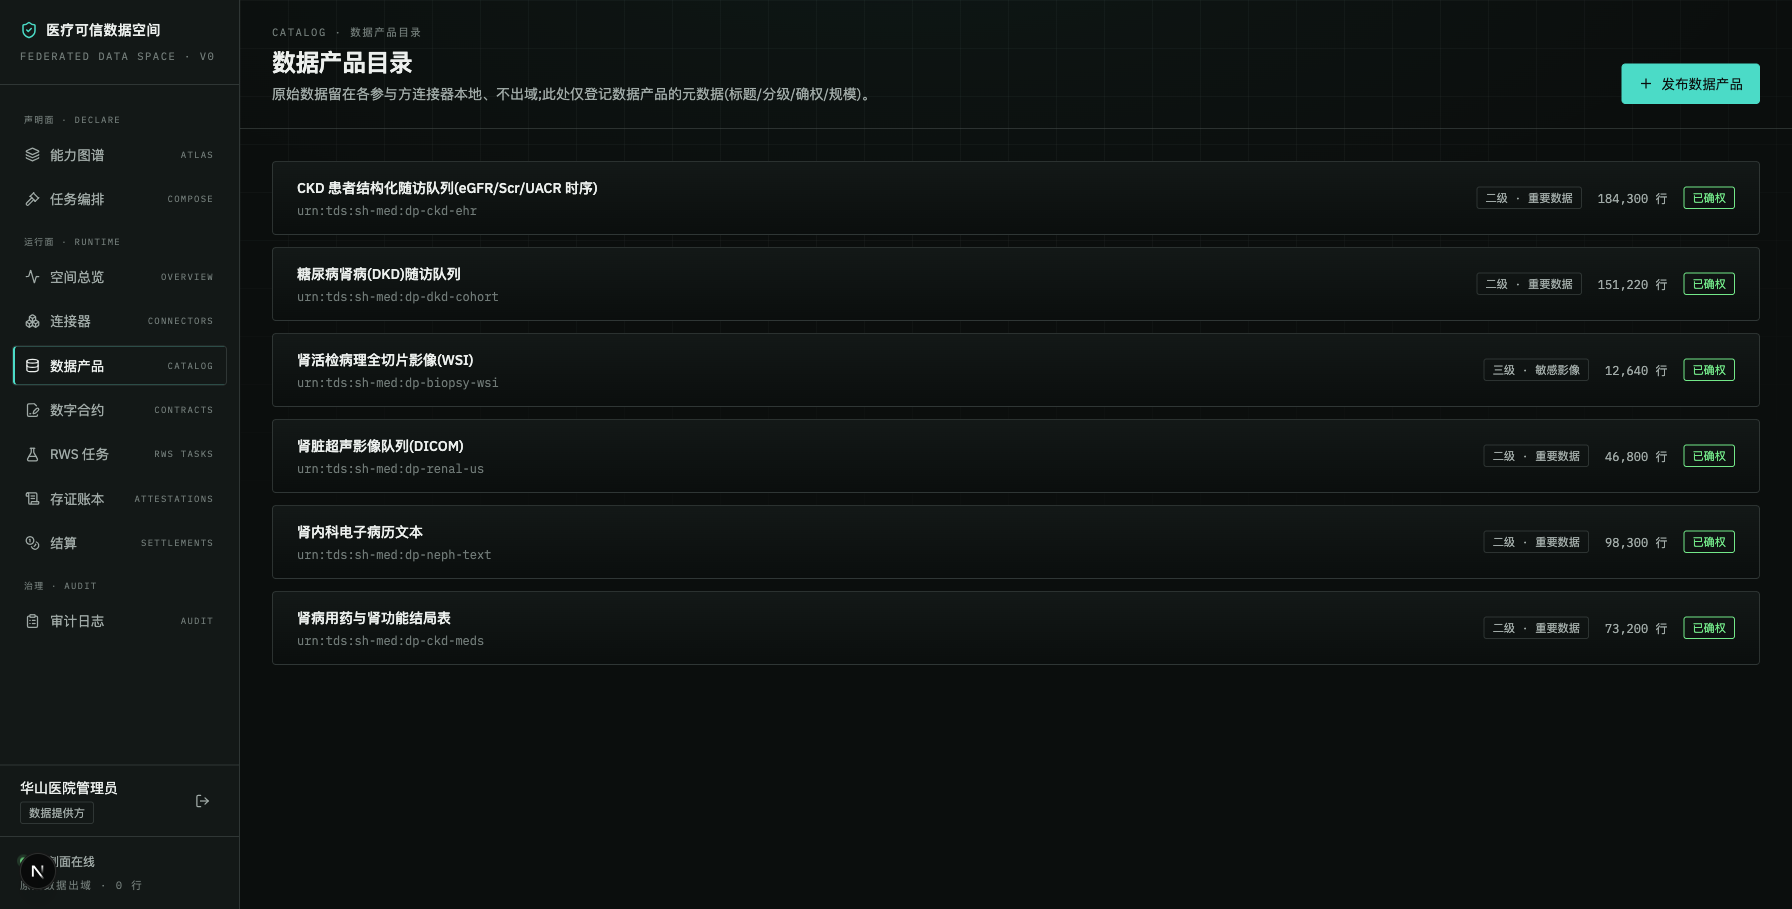 医疗可信数据空间
FEDERATED DATA SPACE · V0
声明面 · DECLARE
能力图谱 ATLAS
任务编排 COMPOSE
运行面 · RUNTIME
空间总览 OVERVIEW
连接器 CONNECTORS
数据产品 CATALOG
数字合约 CONTRACTS
RWS 任务 RWS TASKS
存证账本 ATTESTATIONS
结算 SETTLEMENTS
治理 · AUDIT
审计日志 AUDIT
华山医院管理员
数据提供方
面在线
数据出域 · 0 行
N
CATALOG · 数据产品目录
数据产品目录
原始数据留在各参与方连接器本地、不出域;此处仅登记数据产品的元数据(标题/分级/确权/规模)。
+ 发布数据产品
CKD 患者结构化随访队列(eGFR/Scr/UACR 时序)
urn:tds:sh-med:dp-ckd-ehr
二级 · 重要数据 184,300 行 已确权
糖尿病肾病(DKD)随访队列
urn:tds:sh-med:dp-dkd-cohort
二级 · 重要数据 151,220 行 已确权
肾活检病理全切片影像(WSI)
urn:tds:sh-med:dp-biopsy-wsi
三级 · 敏感影像 12,640 行 已确权
肾脏超声影像队列(DICOM)
urn:tds:sh-med:dp-renal-us
二级 · 重要数据 46,800 行 已确权
肾内科电子病历文本
urn:tds:sh-med:dp-neph-text
二级 · 重要数据 98,300 行 已确权
肾病用药与肾功能结局表
urn:tds:sh-med:dp-ckd-meds
二级 · 重要数据 73,200 行 已确权